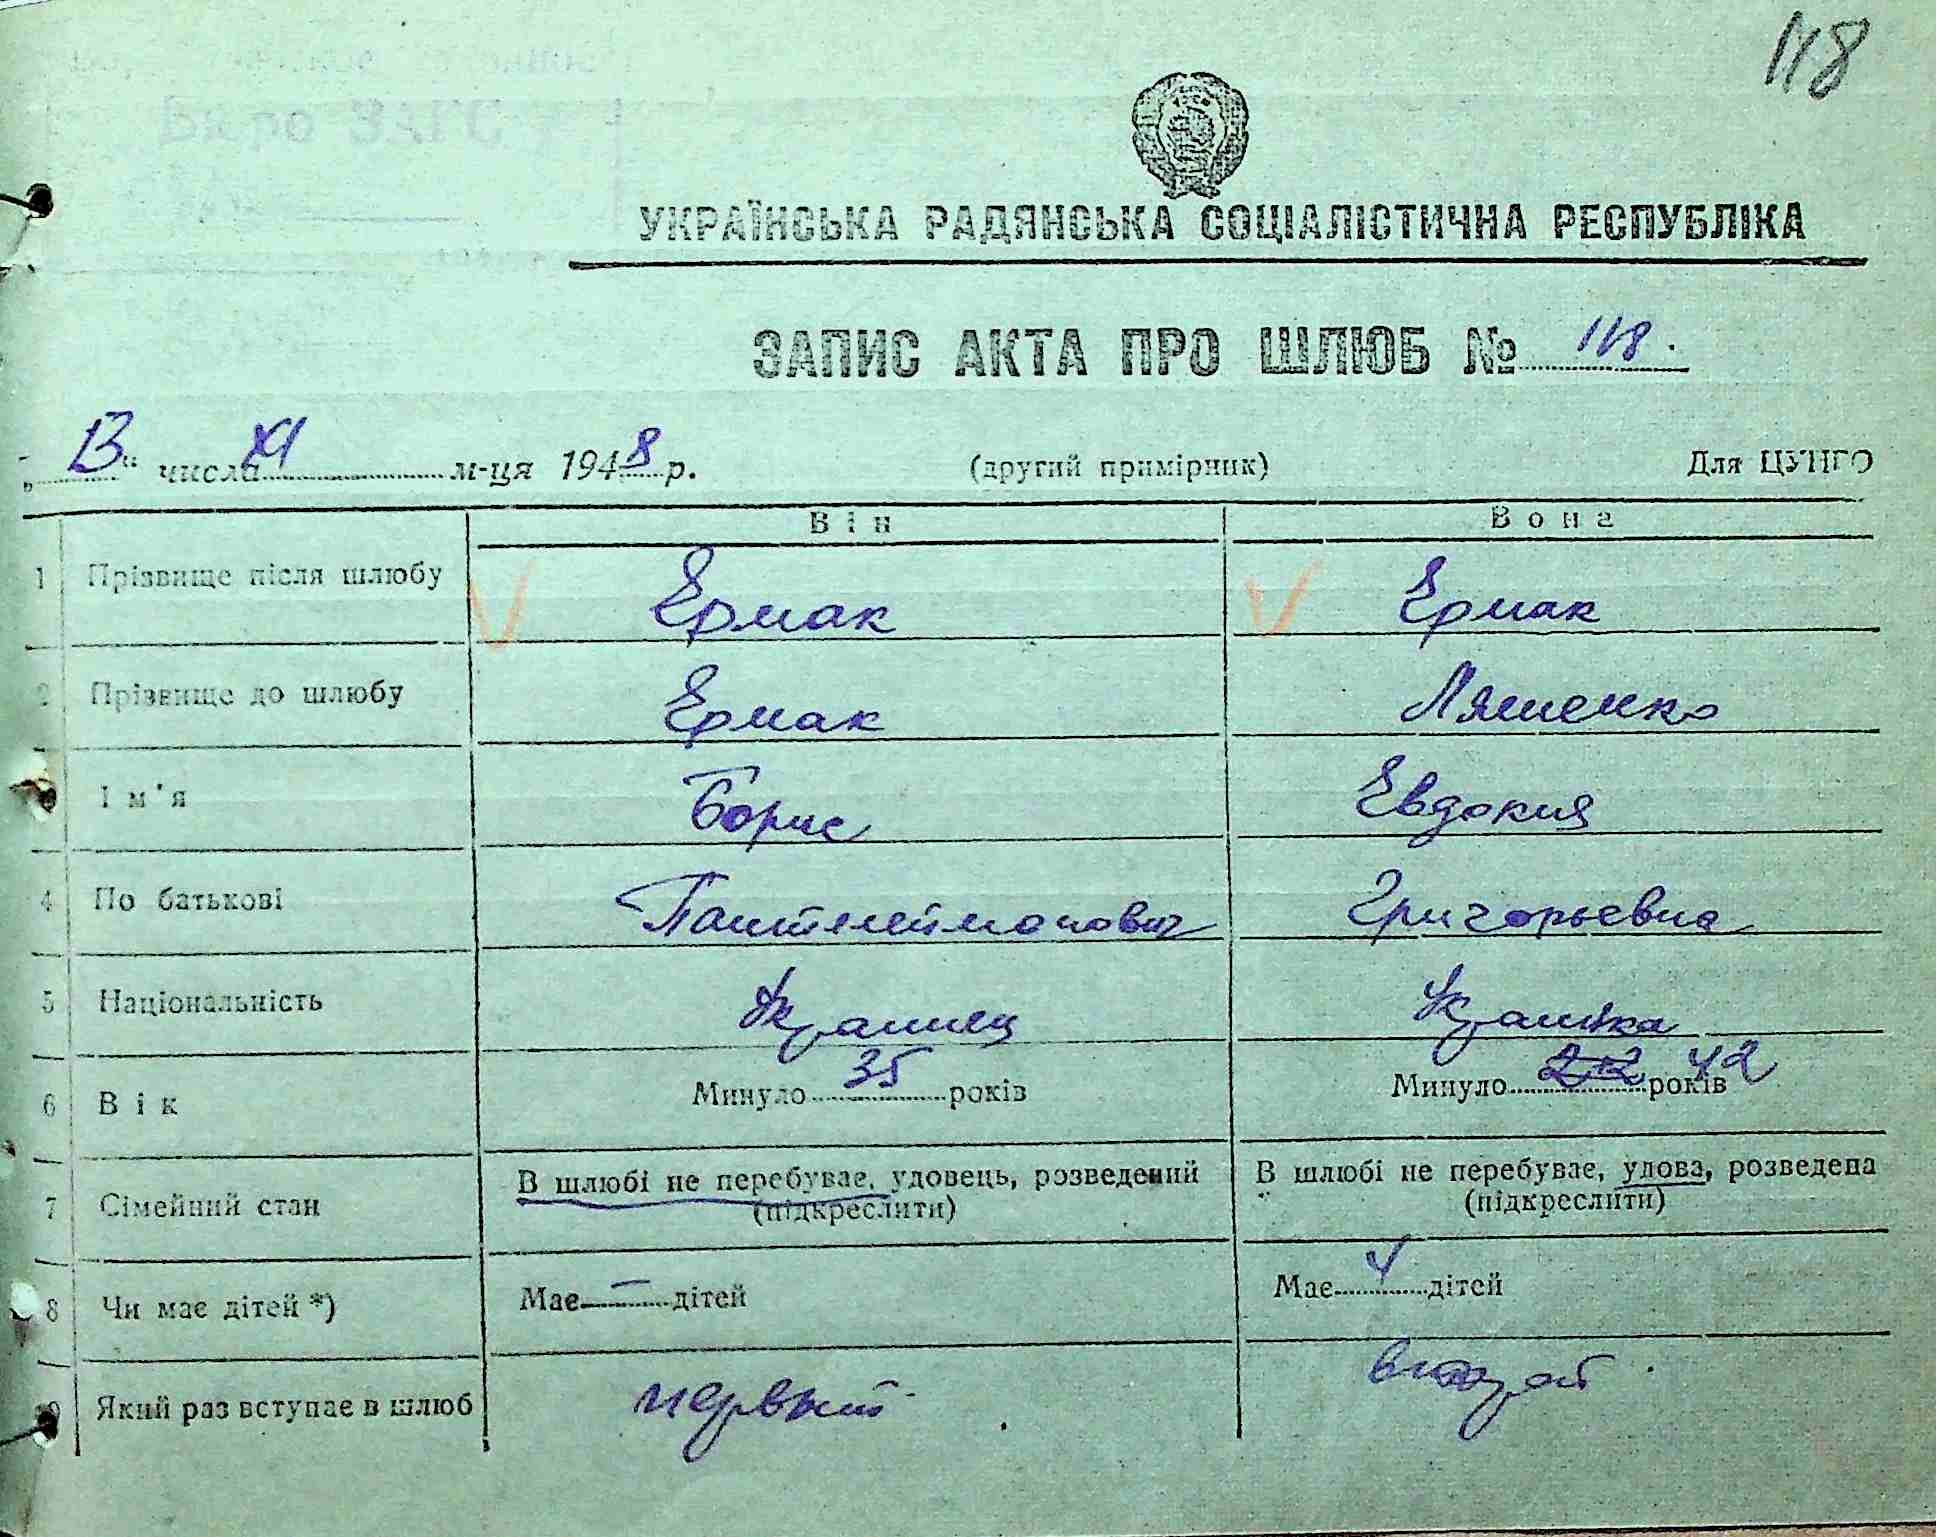 118
УКРАЇНСЬКА РАДЯНСЬКА СОЦІАЛІСТИЧНА РЕСПУБЛІКА
ЗАПИС АКТА ПРО ШЛЮБ № 118.
„13" числа XI м-ця 1948 р. (другий примірник) Для ЦУНГО
Він Вона
1 Прізвище після шлюбу Ермак Ермак
2 Прізвище до шлюбу Ермак Ляшенко
Ім'я Борис Евдокия
4 По батькові Пантелеймонович Григорьевна
5 Національність Украинец Украинка
6 Вік Минуло 35 років Минуло 22 років 42
7 Сімейний стан В шлюбі не перебуває, удовець, розведений В шлюбі не перебуває, удова, розведена
(підкреслити) (підкреслити)
8 Чи має дітей *) Має — дітей Має 4 дітей
9 Який раз вступає в шлюб первый второй